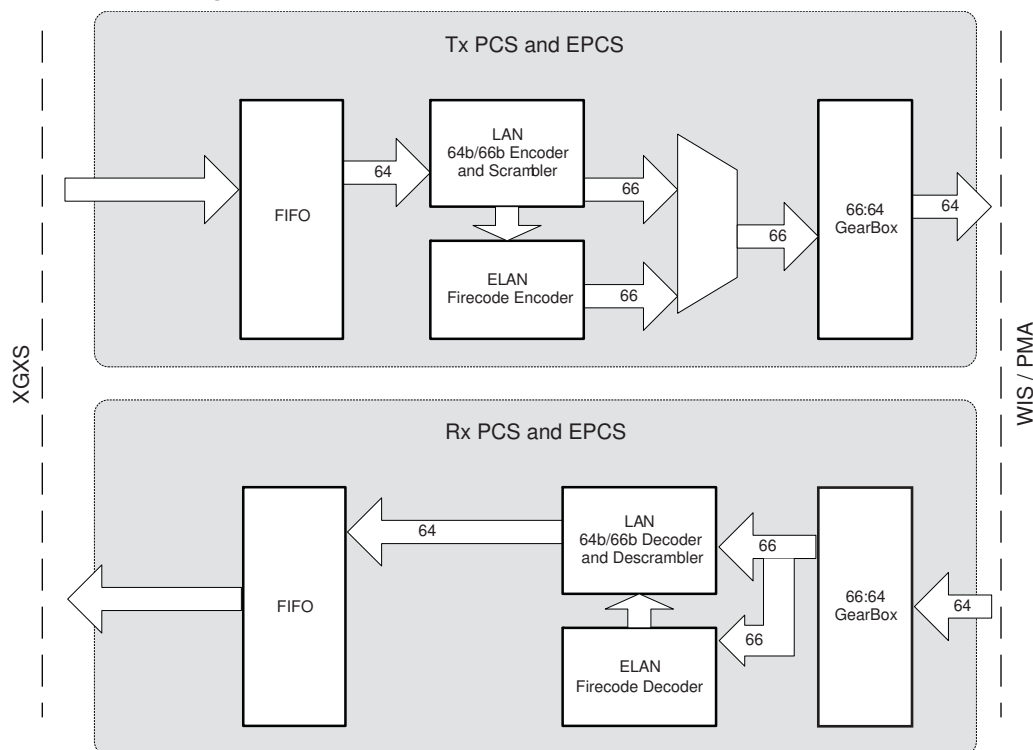 Tx PCS and EPCS
XGXS
FIFO
64
LAN
64b/66b Encoder
and Scrambler
66
ELAN
Firecode Encoder
66
66
66:64
GearBox
64
WIS / PMA
Rx PCS and EPCS
FIFO
64
LAN
64b/66b Decoder
and Descrambler
66
66
ELAN
Firecode Decoder
66:64
GearBox
64